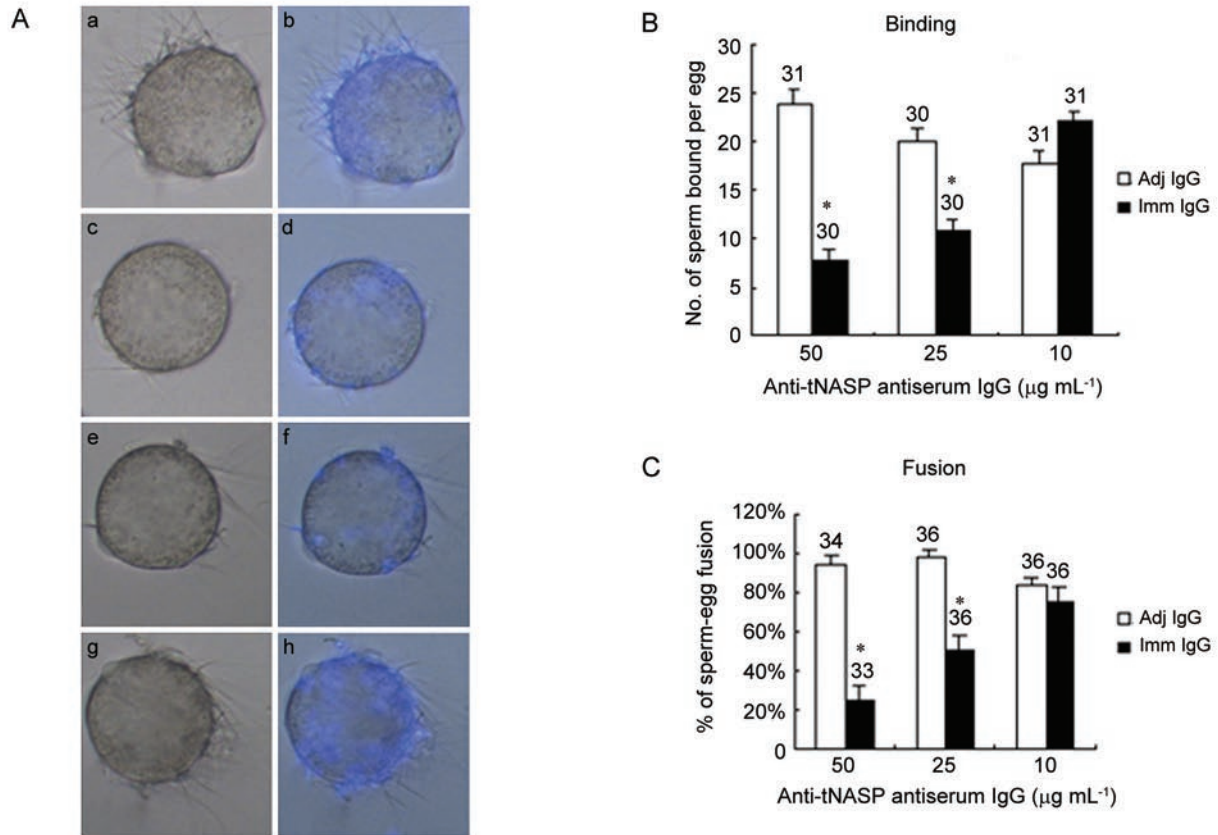 A
a
b
c
d
e
f
g
h
B
Binding
No. of sperm bound per egg
30
25
20
15
10
5
0
31
*
30
30
*
30
31
31
50
25
10
Anti-tNASP antiserum IgG (μg mL⁻¹)
Adj IgG
Imm IgG
C
Fusion
% of sperm-egg fusion
120%
100%
80%
60%
40%
20%
0
34
*
33
36
*
36
36
36
50
25
10
Anti-tNASP antiserum IgG (μg mL⁻¹)
Adj IgG
Imm IgG